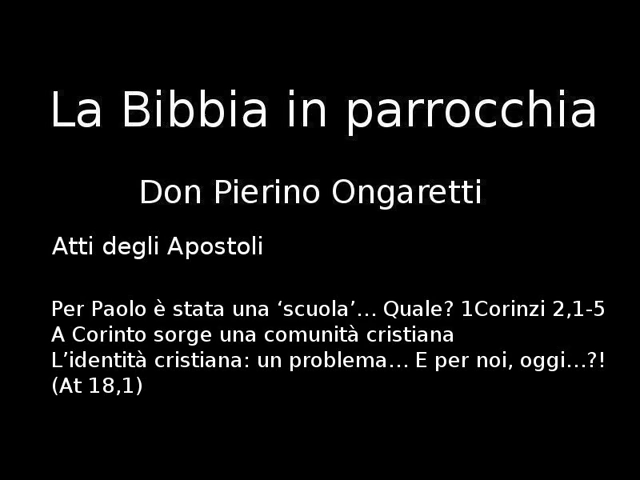 La Bibbia in parrocchia
Don Pierino Ongaretti
Atti degli Apostoli
Per Paolo è stata una ‘scuola’… Quale? 1Corinzi 2,1-5
A Corinto sorge una comunità cristiana
L’identità cristiana: un problema… E per noi, oggi…?!
(At 18,1)